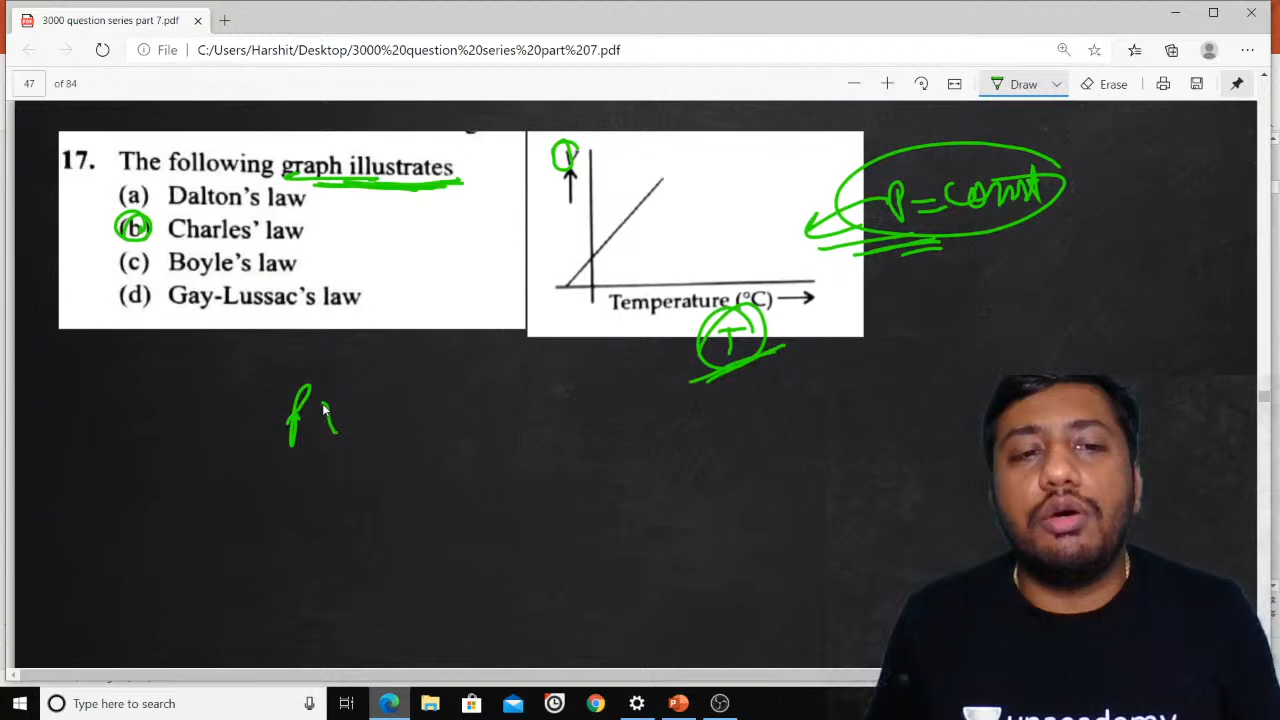 3000 question series part 7.pdf
File
C:/Users/Harshit/Desktop/3000%20question%20series%20part%207.pdf
47 of 84
Draw
Erase
17. The following graph illustrates
(a) Dalton's law
(b) Charles' law
(c) Boyle's law
(d) Gay-Lussac's law
V
Temperature (°C)
T
P = const
P
Type here to search
unacademy